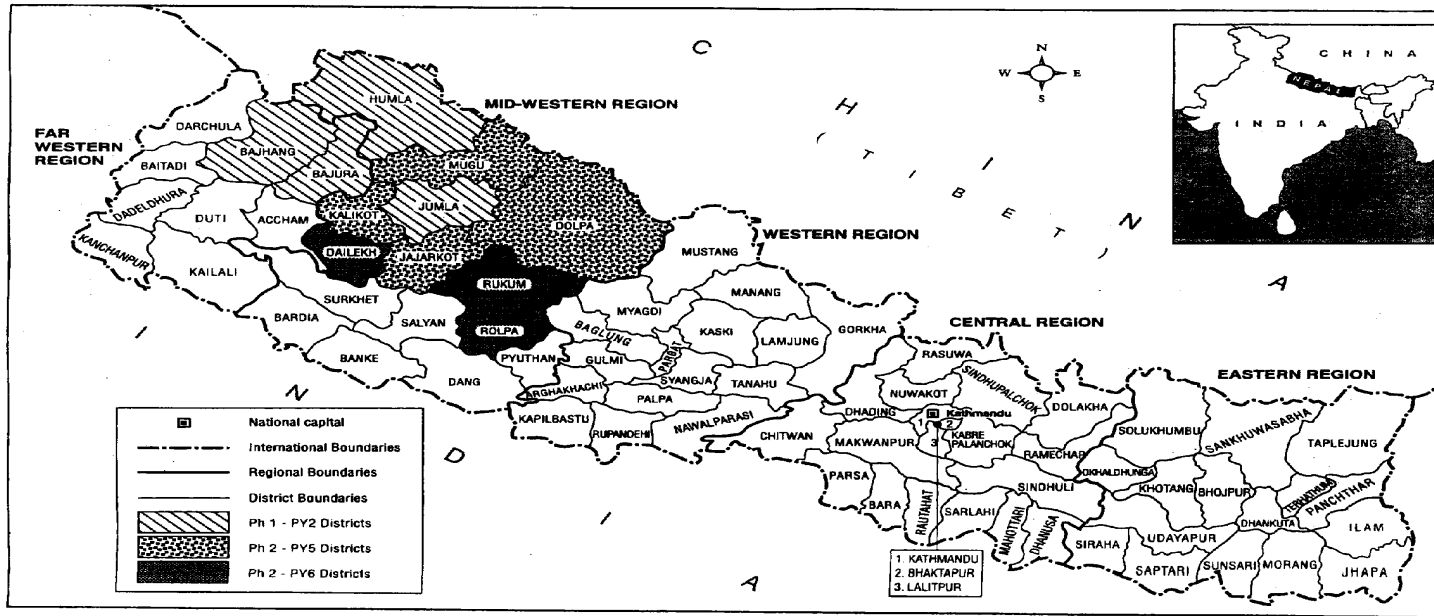 C H I N A
( T I B E T )
I N D I A
N
W E
S
C H I N A
NEPAL
I N D I A
FAR
WESTERN
REGION
MID-WESTERN REGION
WESTERN REGION
CENTRAL REGION
EASTERN REGION
HUMLA
DARCHULA
BAJHANG
BAITADI
BAJURA
MUGU
DADELDHURA
DUTI
ACCHAM
KALIKOT
JUMLA
DOLPA
KANCHANPUR
KAILALI
DAILEKH
JAJARKOT
RUKUM
SURKHET
BARDIA
SALYAN
ROLPA
BANKE
DANG
PYUTHAN
MUSTANG
MANANG
MYAGDI
BAGLUNG
PARBAT
KASKI
LAMJUNG
GORKHA
GULMI
SYANGJA
TANAHU
ARGHAKHACHI
PALPA
KAPILBASTU
RUPANDEHI
NAWALPARASI
RASUWA
NUWAKOT
SINDHUPALCHOK
DOLAKHA
DHADING
Kathmandu
1
2
3
KABRE
PALANCHOK
CHITWAN
MAKWANPUR
RAMECHAP
PARSA
BARA
RAUTAHAT
SARLAHI
SINDHULI
MAHOTTARI
DHANUSA
SOLUKHUMBU
SANKHUWASABHA
TAPLEJUNG
OKHALDHUNGA
KHOTANG
BHOJPUR
TERHATHUM
PANCHTHAR
DHANKUTA
ILAM
SIRAHA
UDAYAPUR
SAPTARI
SUNSARI
MORANG
JHAPA
1. KATHMANDU
2. BHAKTAPUR
3. LALITPUR
National capital
International Boundaries
Regional Boundaries
District Boundaries
Ph 1 - PY2 Districts
Ph 2 - PY5 Districts
Ph 2 - PY6 Districts